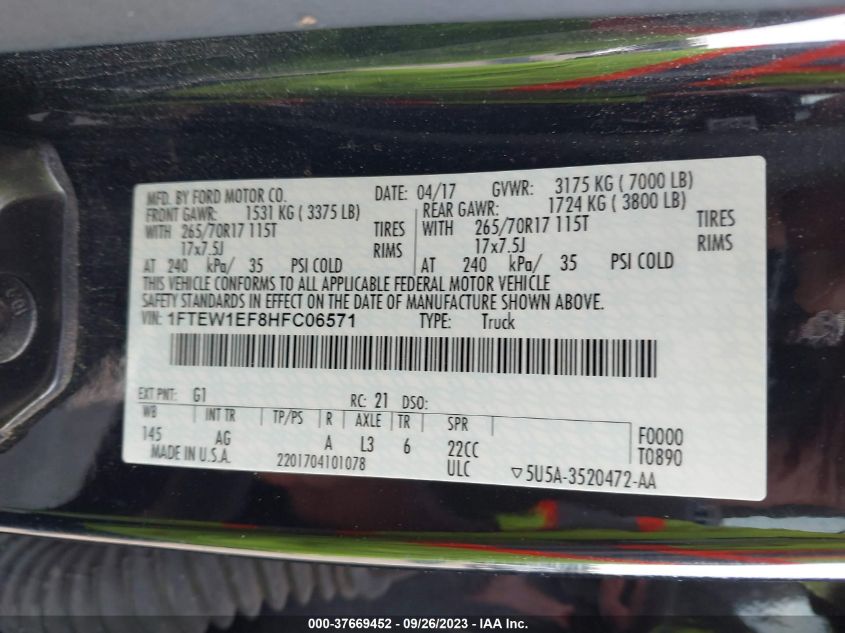 MFD. BY FORD MOTOR CO. DATE: 04/17 GVWR: 3175 KG ( 7000 LB)
FRONT GAWR: 1531 KG ( 3375 LB) REAR GAWR: 1724 KG ( 3800 LB)
WITH 265/70R17 115T TIRES WITH 265/70R17 115T TIRES
17x7.5J RIMS 17x7.5J RIMS
AT 240 kPa/ 35 PSI COLD AT 240 kPa/ 35 PSI COLD
THIS VEHICLE CONFORMS TO ALL APPLICABLE FEDERAL MOTOR VEHICLE
SAFETY STANDARDS IN EFFECT ON THE DATE OF MANUFACTURE SHOWN ABOVE.
VIN: 1FTEW1EF8HFC06571 TYPE: Truck
EXT PNT: G1 RC: 21 DSO:
WB INT TR TP/PS R AXLE TR SPR
145 AG A L3 6 22CC F0000
MADE IN U.S.A. 2201704101078 ULC T0890
▽5U5A-3520472-AA
000-37669452 - 09/26/2023 - IAA Inc.